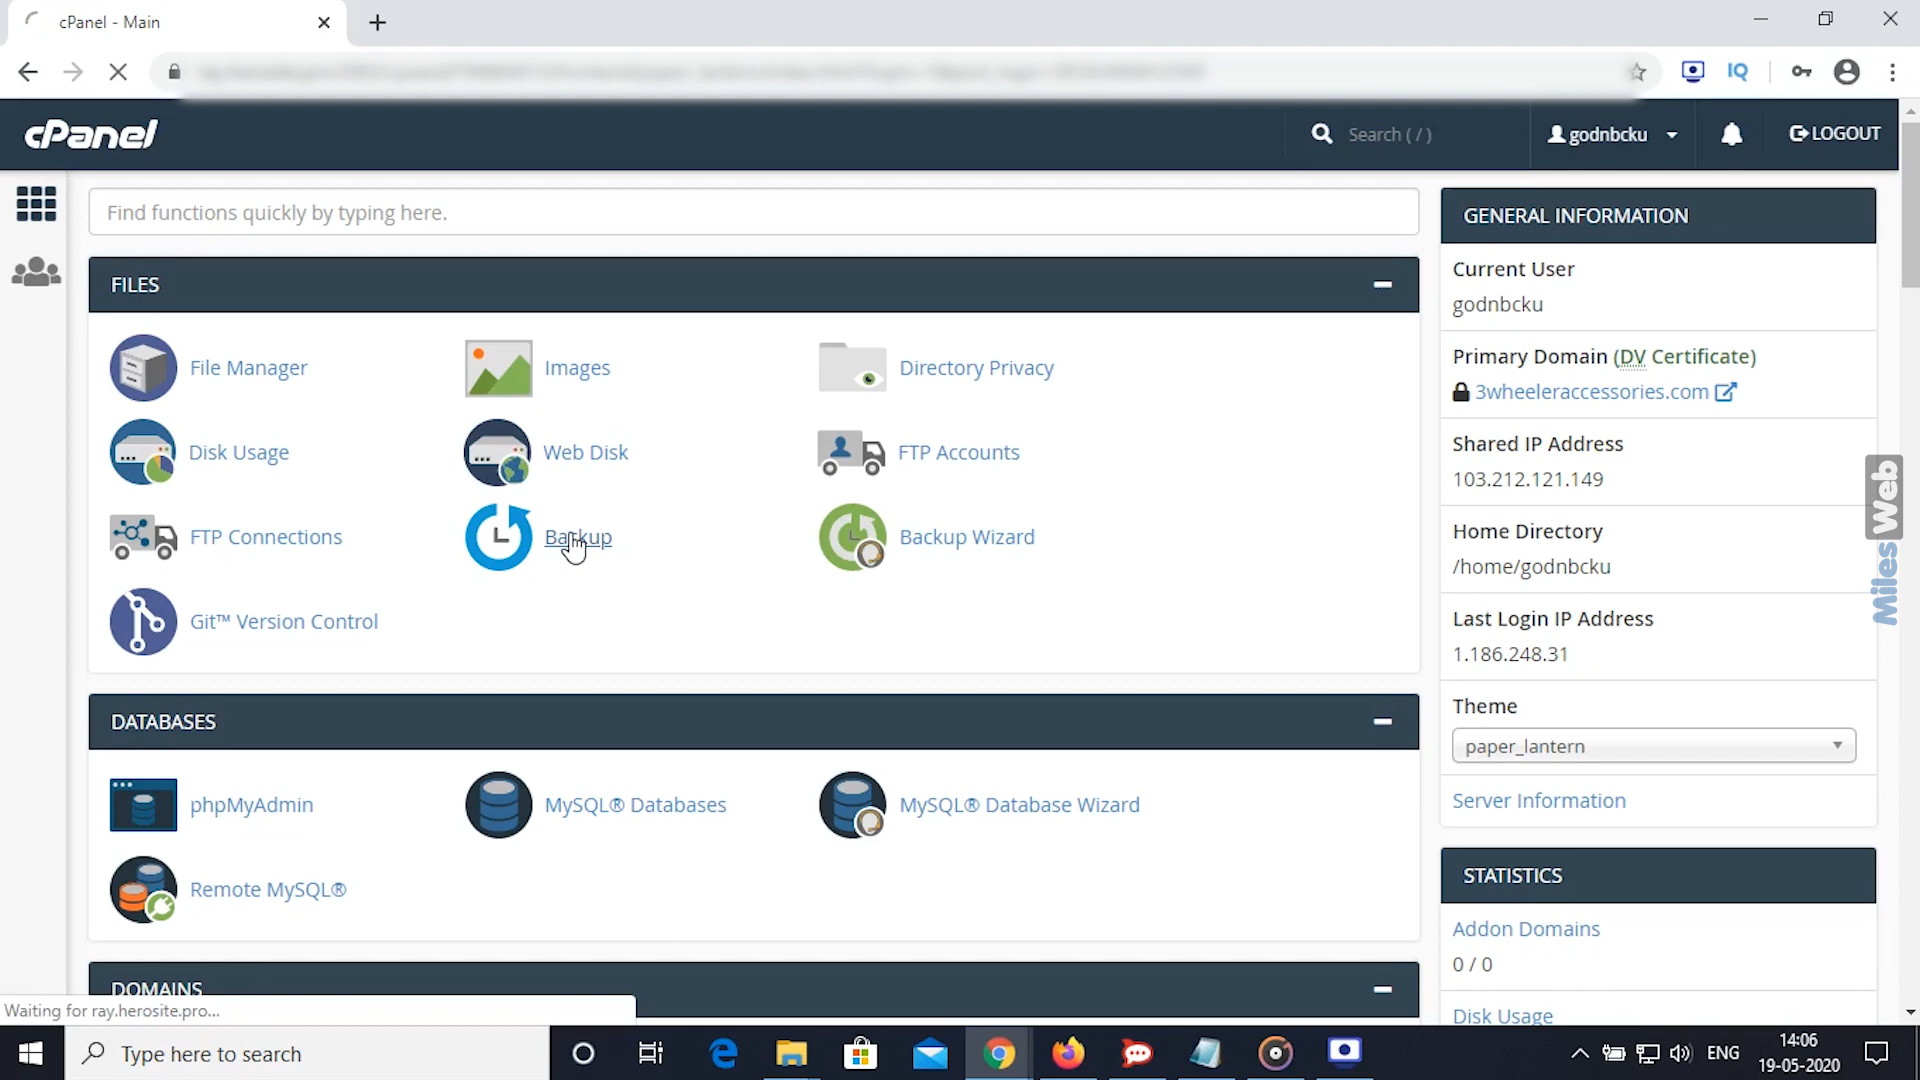 cPanel - Main
cPanel
Search ( / )
godnbcku
LOGOUT
Find functions quickly by typing here.
FILES
File Manager
Images
Directory Privacy
Disk Usage
Web Disk
FTP Accounts
FTP Connections
Backup
Backup Wizard
Git™ Version Control
DATABASES
phpMyAdmin
MySQL® Databases
MySQL® Database Wizard
Remote MySQL®
DOMAINS
GENERAL INFORMATION
Current User
godnbcku
Primary Domain (DV Certificate)
3wheeleraccessories.com
Shared IP Address
103.212.121.149
Home Directory
/home/godnbcku
Last Login IP Address
1.186.248.31
Theme
paper_lantern
Server Information
STATISTICS
Addon Domains
0 / 0
Disk Usage
MilesWeb
Waiting for ray.herosite.pro...
Type here to search
ENG
14:06
19-05-2020
IQ